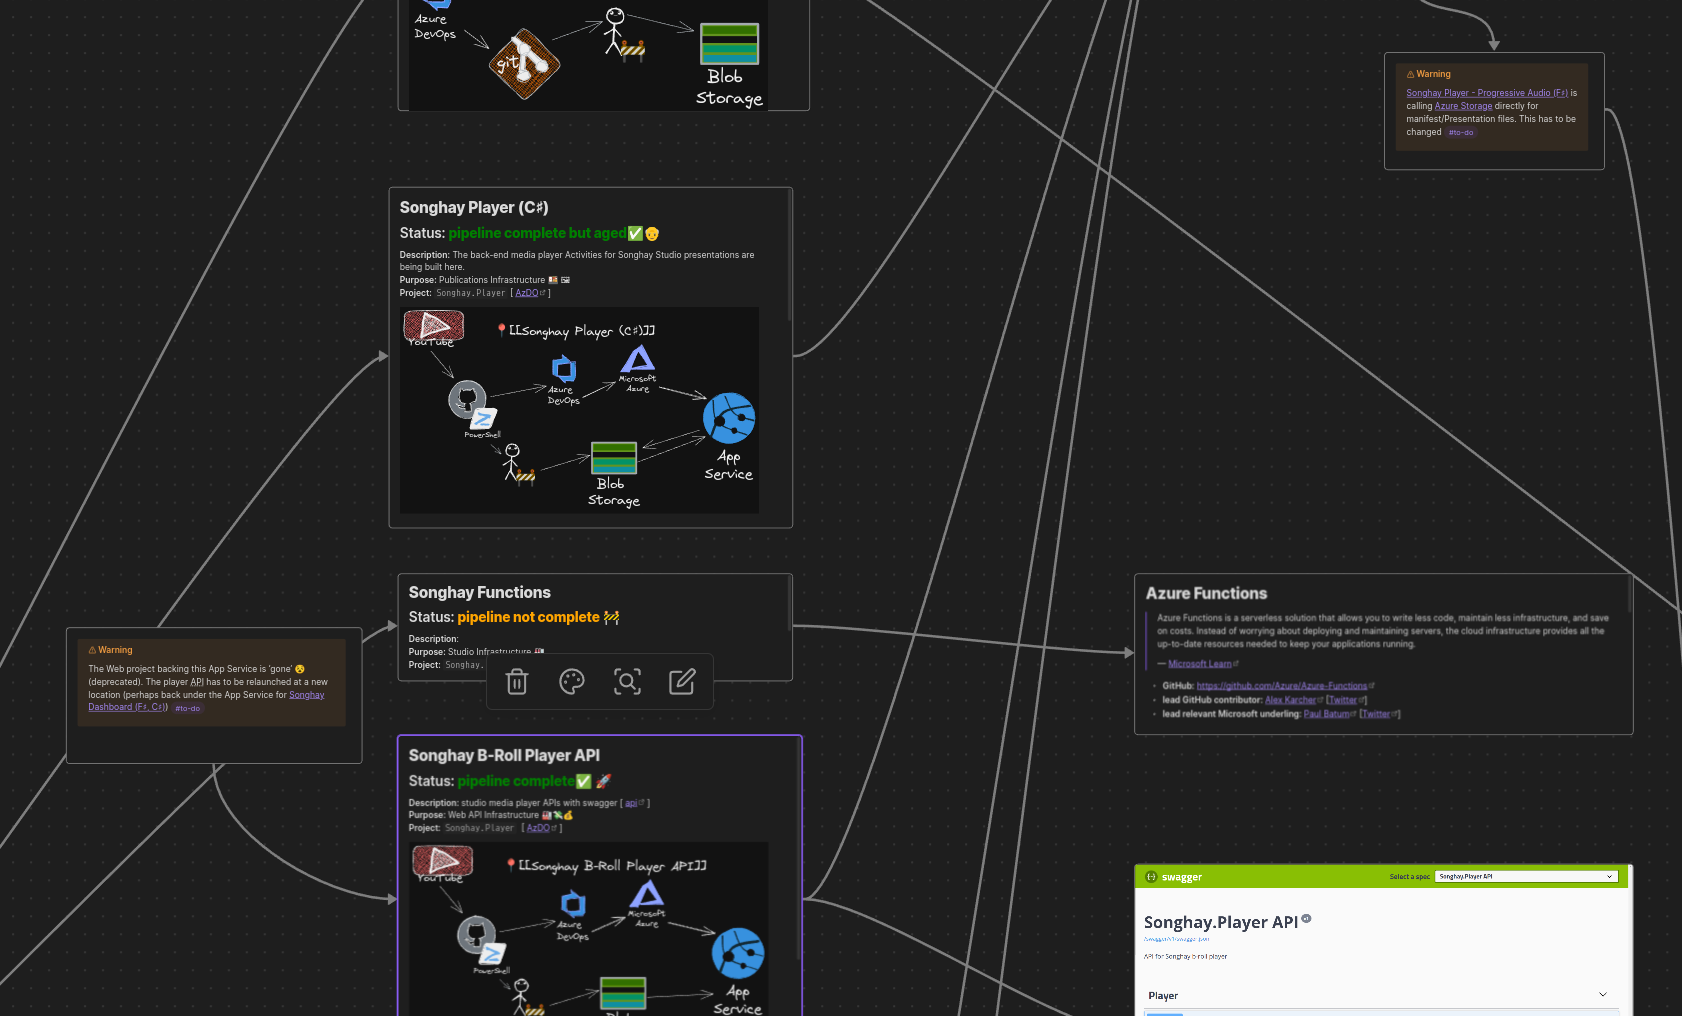 Azure
DevOps
git
Blob
Storage
⚠ Warning
Songhay Player - Progressive Audio (F♯) is
calling Azure Storage directly for
manifest/Presentation files. This has to be
changed #to-do
Songhay Player (C♯)
Status: pipeline complete but aged✅👴
Description: The back-end media player Activities for Songhay Studio presentations are
being built here.
Purpose: Publications Infrastructure
Project: Songhay.Player [ AzDO ]
YouTube
📍[[Songhay Player (C♯)]]
Azure
DevOps
Microsoft
Azure
PowerShell
App
Service
Blob
Storage
Songhay Functions
Status: pipeline not complete 🚧
Description:
Purpose: Studio Infrastructure
Project: Songhay.
⚠ Warning
The Web project backing this App Service is 'gone' 😵
(deprecated). The player API has to be relaunched at a new
location (perhaps back under the App Service for Songhay
Dashboard (F♯, C♯)) #to-do
Azure Functions
Azure Functions is a serverless solution that allows you to write less code, maintain less infrastructure, and save
on costs. Instead of worrying about deploying and maintaining servers, the cloud infrastructure provides all the
up-to-date resources needed to keep your applications running.
— Microsoft Learn
• GitHub: https://github.com/Azure/Azure-Functions
• lead GitHub contributor: Alex Karcher [Twitter]
• lead relevant Microsoft underling: Paul Batum [Twitter]
Songhay B-Roll Player API
Status: pipeline complete✅ 🚀
Description: studio media player APIs with swagger [ api ]
Purpose: Web API Infrastructure 🏭💸💰
Project: Songhay.Player [ AzDO ]
YouTube
📍[[Songhay B-Roll Player API]]
Azure
DevOps
Microsoft
Azure
PowerShell
App
Service
swagger
Select a spec
Songhay.Player API
Songhay.Player API v1
/swagger/v1/swagger.json
API for Songhay b-roll player
Player